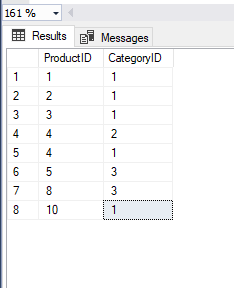 161 %
Results Messages
ProductID CategoryID
1 1 1
2 2 1
3 3 1
4 4 2
5 4 1
6 5 3
7 8 3
8 10 1